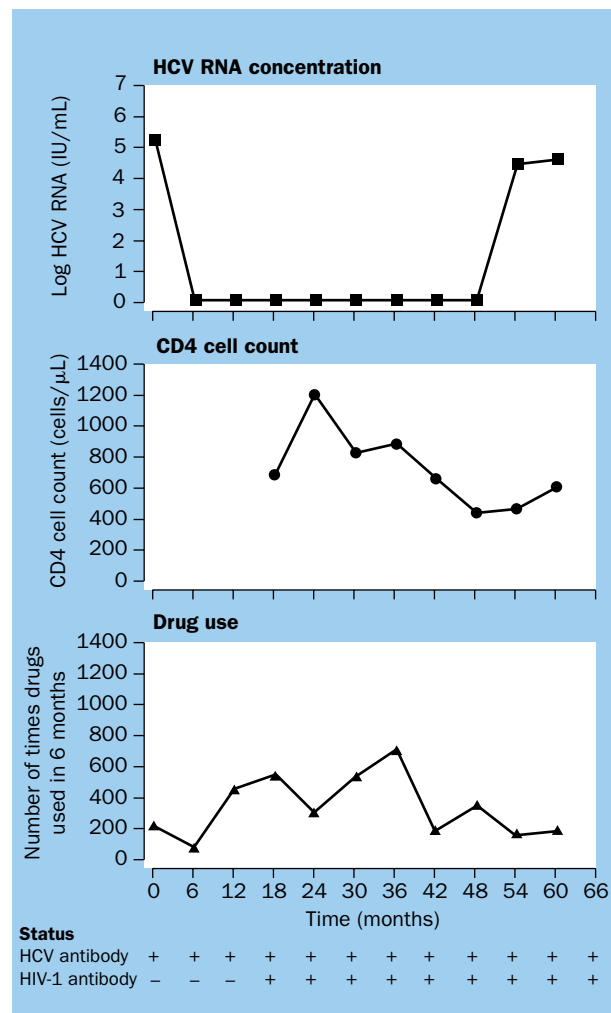 HCV RNA concentration
Log HCV RNA (IU/mL)
7
6
5
4
3
2
1
0
CD4 cell count
CD4 cell count (cells/μL)
1400
1200
1000
800
600
400
200
0
Drug use
Number of times drugs
used in 6 months
1400
1200
1000
800
600
400
200
0
0 6 12 18 24 30 36 42 48 54 60 66
Time (months)
Status
HCV antibody + + + + + + + + + + + +
HIV-1 antibody – – – + + + + + + + + +